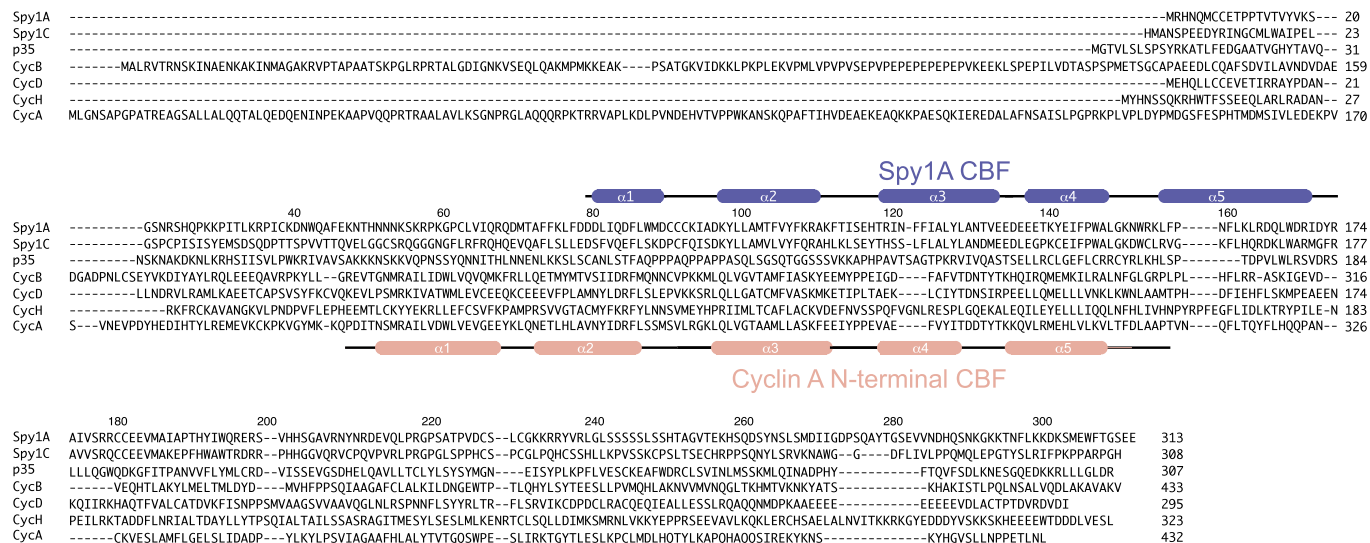 Spy1A -----------------------------------------------------------------------------------------------------------------------------------------------------MRHNQMCCETPPTVTVYVKS--- 20
Spy1C --------------------------------------------------------------------------------------------------------------------------------------------------HMANSPEEDYRINGCMLWAIPEL--- 23
p35 -----------------------------------------------------------------------------------------------------------------------------------------MGTVLSLSPSYRKATLFEDGAATVGHYTAVQ- 31
CycB -------MALRVTRNSKINAENKAKINMAGAKRVPTAPAATSKPGLRPRTALGDIGNKVSEQLQAKMPMKKEAK----PSATGKVIDKKLPKPLEKVPMLVPVPVSEPVPEPEPEPEPEPVKEEKLSPEPILVDTASPSPMETSGCAPAEEDLCQAFSDVILAVNDVDAE 159
CycD -----------------------------------------------------------------------------------------------------------------------------------------------------MEHQLLCCEVETIRRAYPDAN-- 21
CycH -----------------------------------------------------------------------------------------------------------------------------------------------MYHNSSQKRHWTFSSEEQLARLRADAN-- 27
CycA MLGNSAPGPATREAGSALLALQQTALQEDQENINPEKAAPVQQPRTRAALAVLKSGNPRGLAQQQRPKTRRVAPLKDLPVNDEHVTVPPWKANSKQPAFTIHVDEAEKEAQKKPAESQKIEREDALAFNSAISLPGPRKPLVPLDYPMDGSFESPHTMDMSIVLEDEKPV 170
Spy1A CBF
α1 α2 α3 α4 α5
40 60 80 100 120 140 160
Spy1A ----------GSNRSHQPKKPITLKRPICKDNWQAFEKNTHNNNKSKRPKGPCLVIQRQDMTAFFKLFDDDLIQDFLWMDCCCKIADKYLLAMTFVYFKRAKFTISEHTRIN-FFIALYLANTVEEDEEETKYEIFPWALGKNWRKLFP-----NFLKLRDQLWDRIDYR 174
Spy1C ----------GSPCPISISYEMSDSQDPTTSPVVTTQVELGGCSRQGGGNGFLRFRQHQEVQAFLSLLEDSFVQEFLSKDPCFQISDKYLLAMVLVYFQRAHLKLSEYTHSS-LFLALYLANDMEEDLEGPKCEIFPWALGKDWCLRVG-----KFLHQRDKLWARMGFR 177
p35 ---------SKNAKDKNLKRHSIISVLPWKRIVAVSAKKKNSKKVQPNSSYQNNITHLNNENLKKSLSCANLSTFAQPPPAQPPAPPASQLSGSQTGGSSSVKKAPHPAVTSAGTPKRVIVQASTSELLRCLGEFLCRRCYRLKHLSP--------TDPVLWLRSVDRS 184
CycB DGADPNLCSEYVKDIYAYLRQLEEEQAVRPKYLL--GREVTGNMRAILIDWLVQVQMKFRLLQETMYMTVSIIDRFMQNNCVPKKMLQLVGVTAMFIASKYEEMYPPEIGD----FAFVTDNTYTKHQIRQMEMKILRALNFGLGRPLPL------HFLRR--ASKIGEVD- 316
CycD ---------LLNDRVLRAMLKAEETCAPSVSYFKCVQKEVLPSMRKIVATWMLEVCEEQKCEEEVFPLAMNYLDRFLSLEPVKKSRLQLLGATCMFVASKMKETIPLTAEK----LCIYTDNSIRPEELLQMELLLVNKLKWNLAAMTPH-----DFIEHFLSKMPEAEEN 174
CycH -------------RKFRCKAVANGKVLPNDPVFLEPHEEMTLCKYYEKRLLEFCSVFKPAMPRSVVGTACMYFKRFYLNNSVMEYHPRIIMLTCAFLACKVDEFNVSSPQFVGNLRESPLGQEKALEQILEYELLLIQQLNFHLIVHNPYRPFEGFLIDLKTRYPILE-N 183
CycA S---VNEVPDYHEDIHTYLREMEVKCKPKVGYMK-KQPDITNSMRAILVDWLVEVGEEYKLQNETLHLAVNYIDRFLSSMSVLRGKLQLVGTAAMLLASKFEEIYPPEVAE----FVYITDDTYTKKQVLRMEHLVLKVLTFDLAAPTVN-----QFLTQYFLHQQPAN- 326
α1 α2 α3 α4 α5
Cyclin A N-terminal CBF
180 200 220 240 260 280 300
Spy1A AIVSRRCCEEVMAIAPTHYIWQRERS--VHHSGAVRNYNRDEVQLPRGPSATPVDCS--LCGKKRRYVRLGLSSSSSLSSHTAGVTEKHSQDSYNSLSMDIIGDPSQAYTGSEVVNDHQSNKGKKTNFLKKDKSMEWFTGSEE 313
Spy1C AVVSRQCCEEVMAKEPFHWAWTRDRR--PHHGGVQRVCPQVPVRLPRGPGLSPPHCS--PCGLPQHCSSHLLKPVSSKCPSLTSECHRPPSQNYLSRVKNAWG--G----DFLIVLPPQMQLEPGTYSLRIFPKPPARPGH 308
p35 LLLQGWQDKGFITPANVVFLYMLCRD--VISSEVGSDHELQAVLLTCLYLSYSYMGN----EISYPLKPFLVESCKEAFWDRCLSVINLMSSKMLQINADPHY---------FTQVFSDLKNESGQEDKKRLLLGLDR 307
CycB ------VEQHTLAKYLMELTMLDYD----MVHFPPSQIAAGAFCLALKILDNGEWTP---TLQHYLSYTEESLLPVMQHLAKNVVMVNQGLTKHMTVKNKYATS---------KHAKISTLPQLNSALVQDLAKAVAKV 433
CycD KQIIRKHAQTFVALCATDVKFISNPPSMVAAGSVVAAVQGLNLRSPNNFLSYYRLTR--FLSRVIKCDPDCLRACQEQIEALLESSLRQAQQNMDPKAAEEEE---------EEEEEVDLACTPTDVRDVDI 295
CycH PEILRKTADDFLNRIALTDAYLLYTPSQIALTAILSSASRAGITMESYLSESLMLKENRTCLSQLLDIMKSMRNLVKKYEPPRSEEVAVLKQKLERCHSAELALNVITKKRKGYEDDDYVSKKSKHEEEEWTDDDLVESL 323
CycA ------CKVESLAMFLGELSLIDADP----YLKYLPSVIAGAAFHLALYTVTGQSWPE--SLIRKTGYTLESLKPCLMDLHQTYLKAPQHAQQSIREKYKNS----------KYHGVSLLNPPETLNL 432